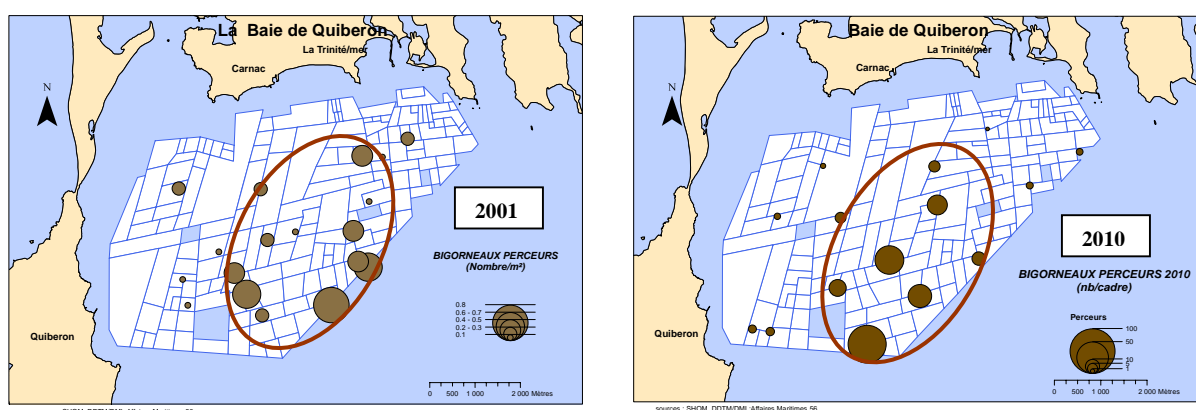 La Baie de Quiberon
La Trinité/mer
Carnac
N
2001
BIGORNEAUX PERCEURS
(Nombre/m²)
0.8
0.6 - 0.7
0.4 - 0.5
0.2 - 0.3
0.1
Quiberon
0 500 1 000 2 000 Mètres
Baie de Quiberon
La Trinité/mer
Carnac
N
2010
BIGORNEAUX PERCEURS 2010
(nb/cadre)
Perceurs
100
50
10
5
1
Quiberon
0 500 1 000 2 000 Mètres
sources : SHOM, DDTM/DML:Affaires Maritimes 56